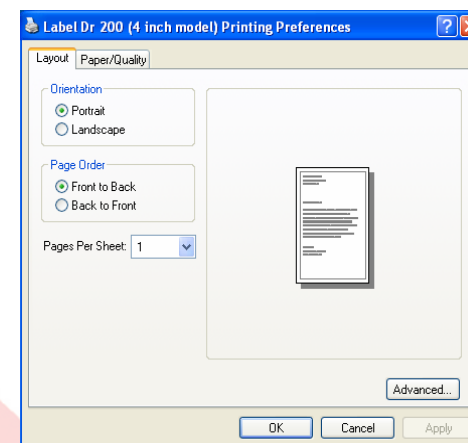 Label Dr 200 (4 inch model) Printing Preferences
Layout Paper/Quality
Orientation
Portrait
Landscape
Page Order
Front to Back
Back to Front
Pages Per Sheet: 1
Advanced...
OK Cancel Apply